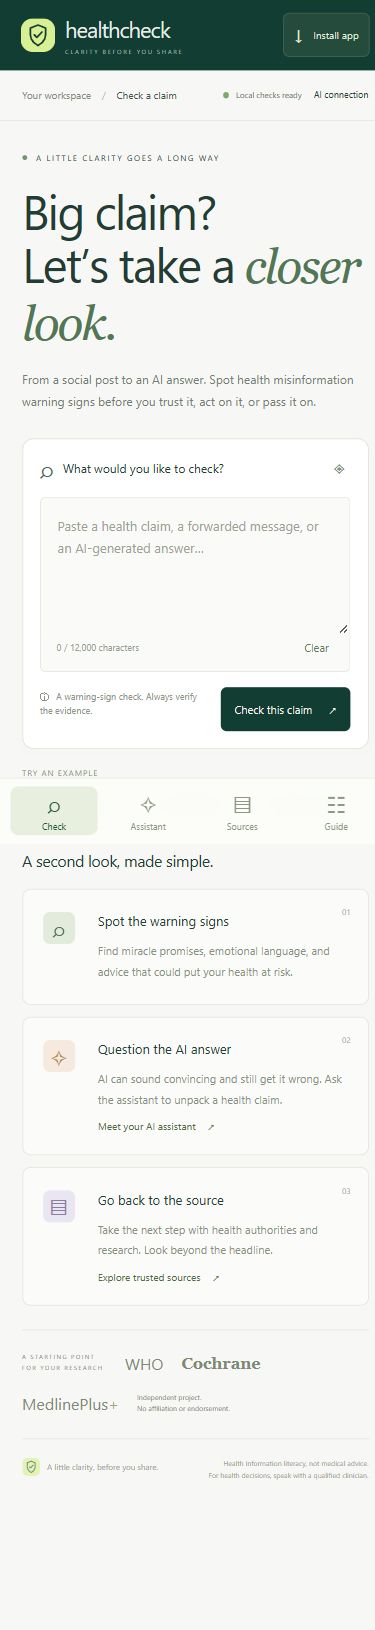 healthcheck
CLARITY BEFORE YOU SHARE
Install app
Your workspace / Check a claim
Local checks ready
AI connection
A LITTLE CLARITY GOES A LONG WAY
Big claim?
Let’s take a closer
look.
From a social post to an AI answer. Spot health misinformation
warning signs before you trust it, act on it, or pass it on.
What would you like to check?
Paste a health claim, a forwarded message, or
an AI-generated answer...
0 / 12,000 characters
Clear
A warning-sign check. Always verify
the evidence.
Check this claim
TRY AN EXAMPLE
Check
Assistant
Sources
Guide
A second look, made simple.
01
Spot the warning signs
Find miracle promises, emotional language, and
advice that could put your health at risk.
02
Question the AI answer
AI can sound convincing and still get it wrong. Ask
the assistant to unpack a health claim.
Meet your AI assistant
03
Go back to the source
Take the next step with health authorities and
research. Look beyond the headline.
Explore trusted sources
A STARTING POINT
FOR YOUR RESEARCH
WHO
Cochrane
MedlinePlus+
Independent project.
No affiliation or endorsement.
A little clarity, before you share.
Health information literacy, not medical advice.
For health decisions, speak with a qualified clinician.